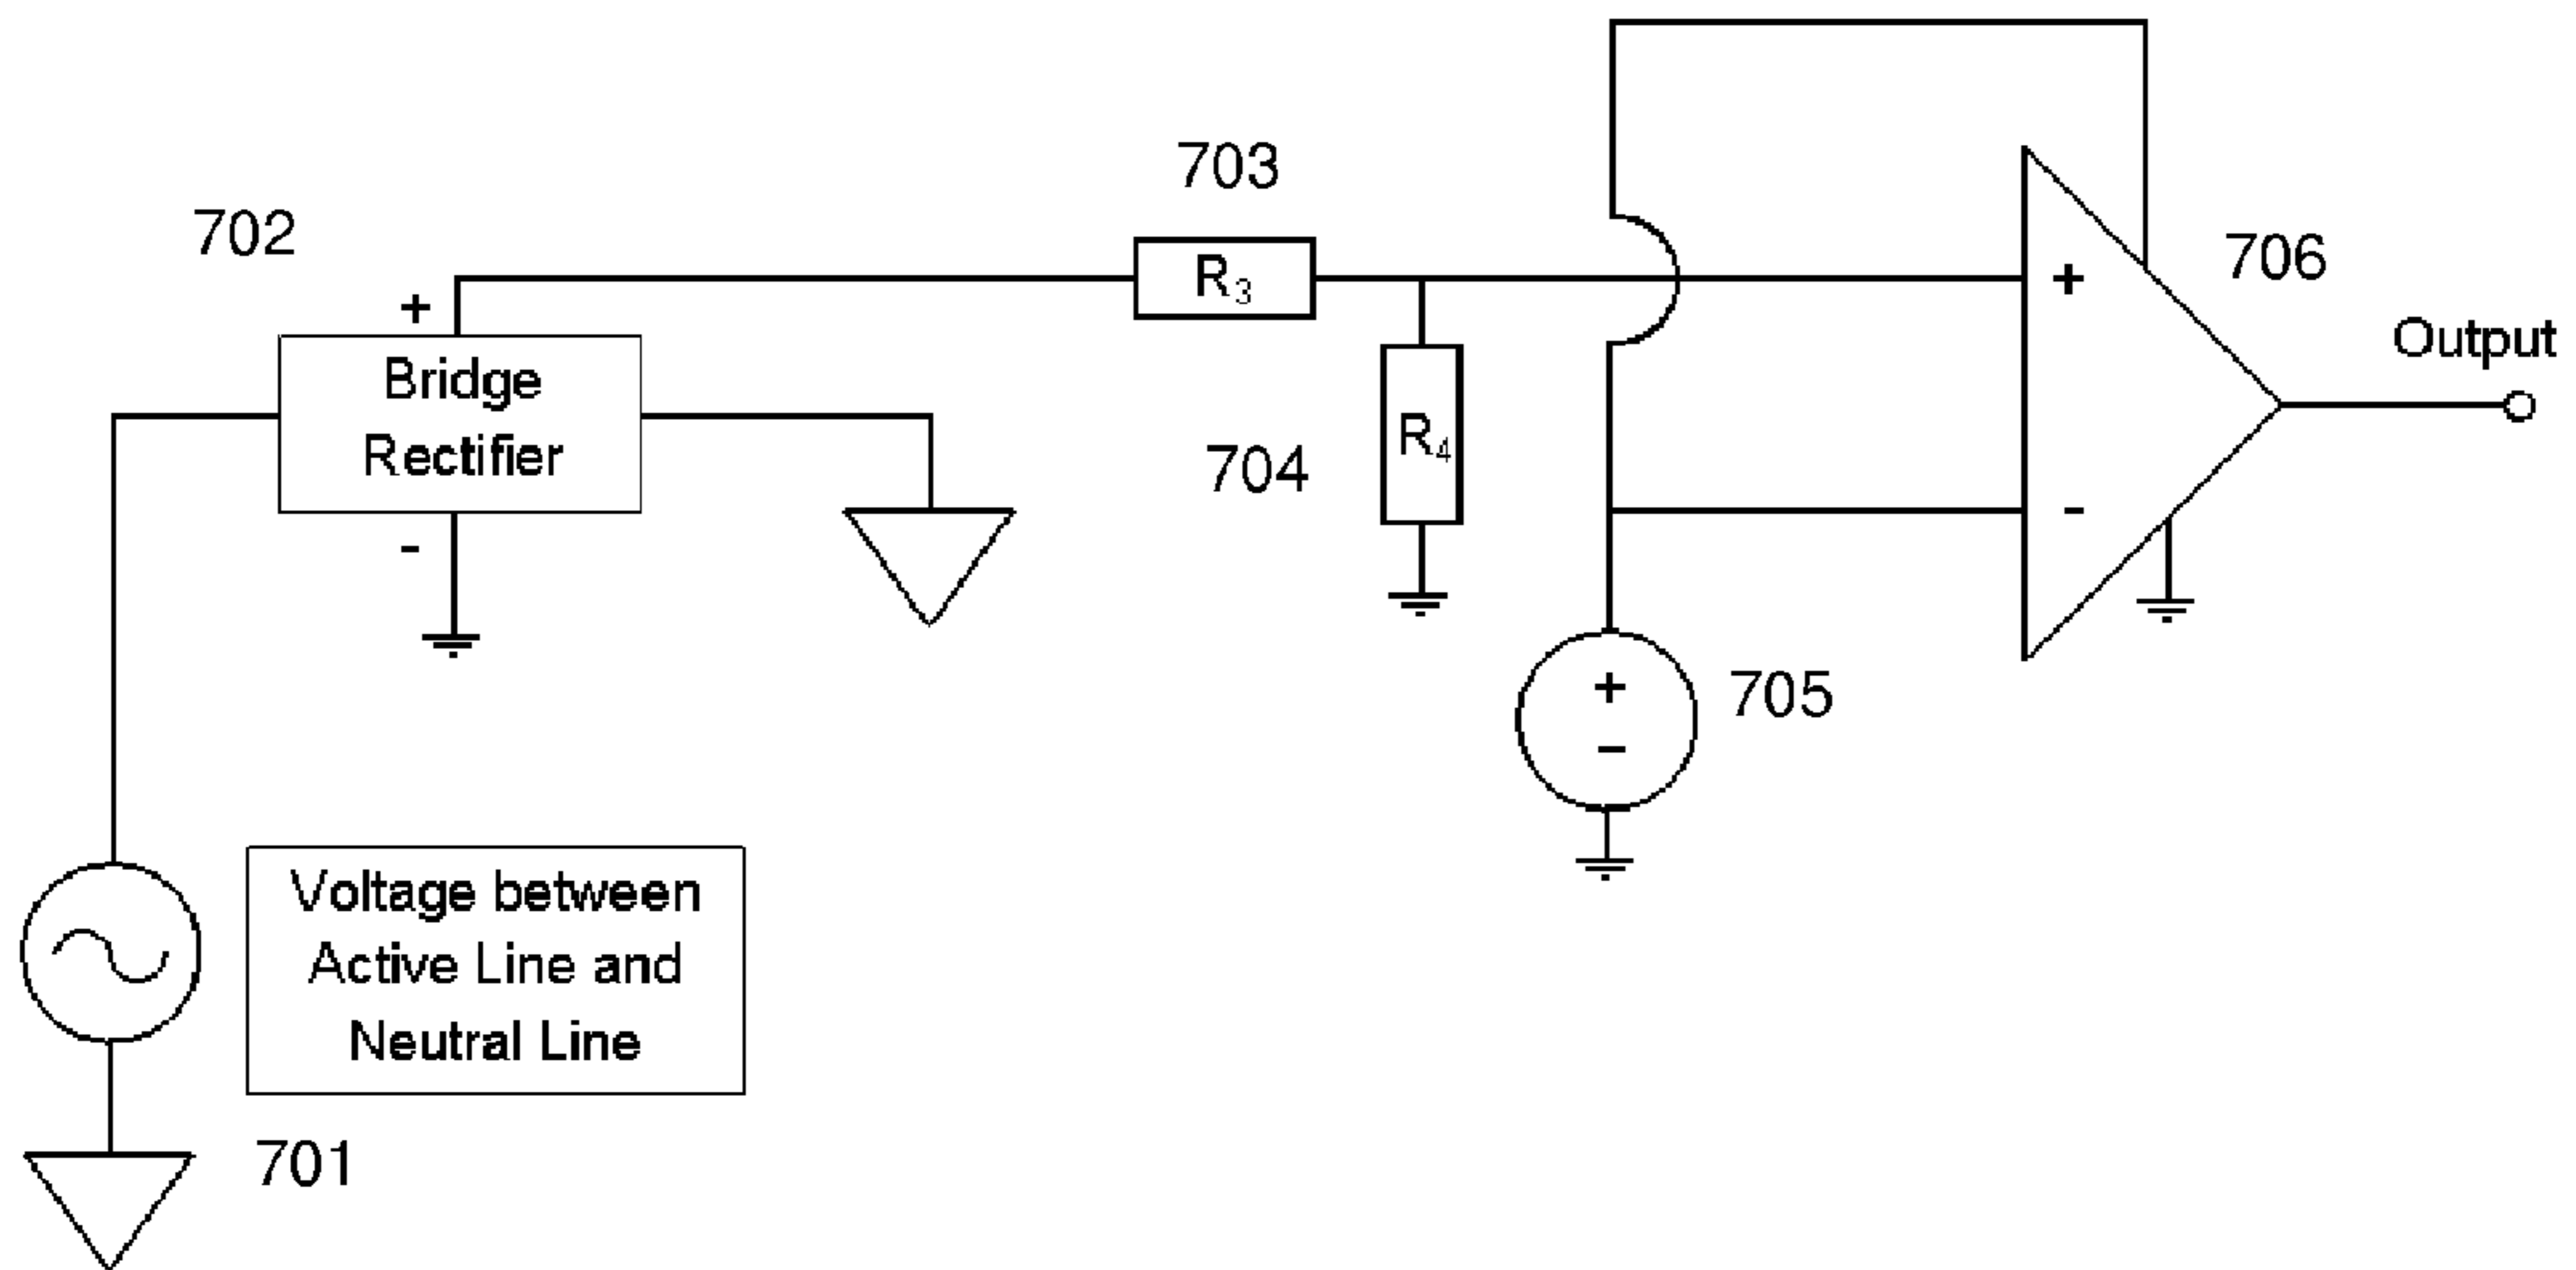 703
702
706
R3
+
+
Output
Bridge
Rectifier
R4
704
-
-
+
-
705
Voltage between
Active Line and
Neutral Line
701